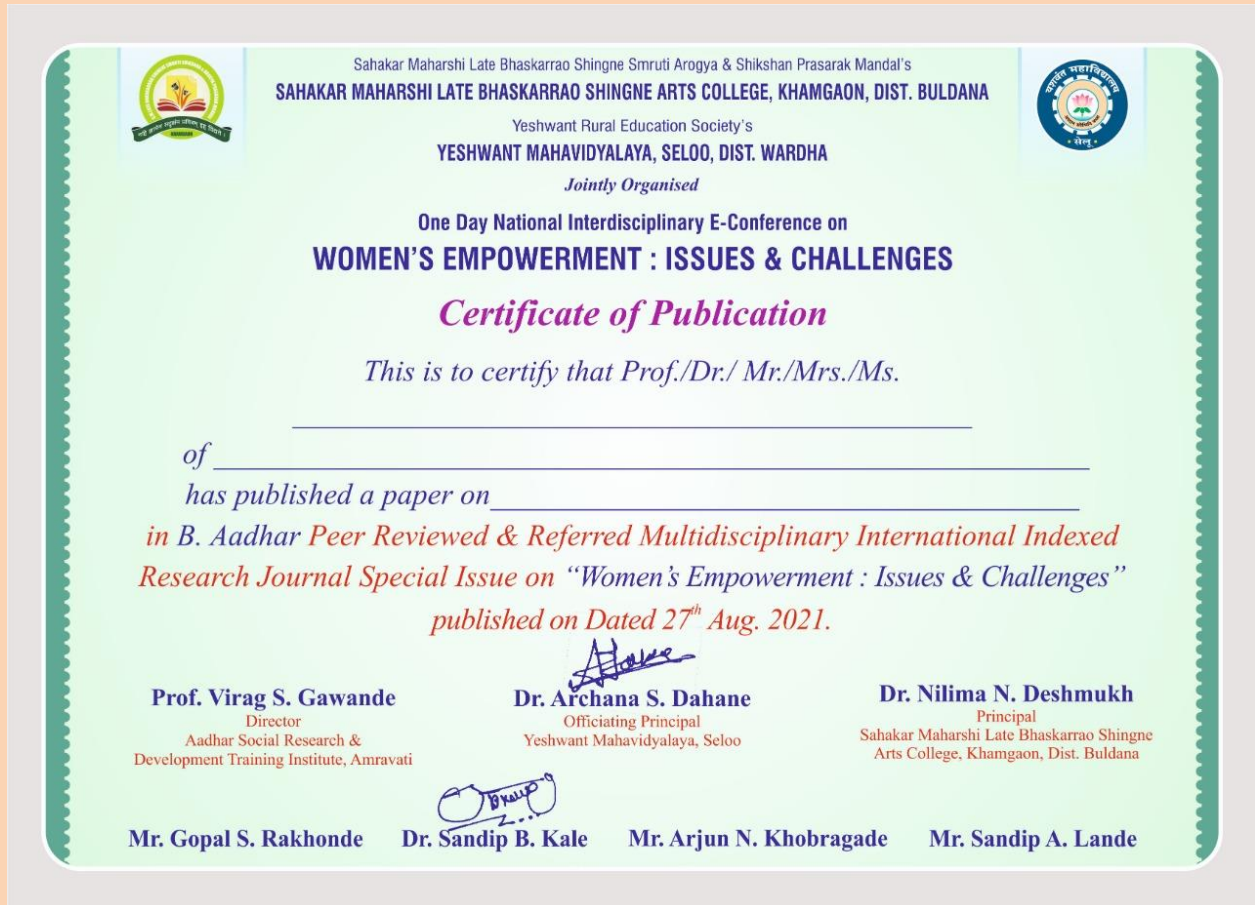 Sahakar Maharshi Late Bhaskarrao Shingne Smruti Arogya & Shikshan Prasarak Mandal's
SAHAKAR MAHARSHI LATE BHASKARRAO SHINGNE ARTS COLLEGE, KHAMGAON, DIST. BULDANA
Yeshwant Rural Education Society's
YESHWANT MAHAVIDYALAYA, SELOO, DIST. WARDHA
Jointly Organised
One Day National Interdisciplinary E-Conference on
WOMEN'S EMPOWERMENT : ISSUES & CHALLENGES
Certificate of Publication
This is to certify that Prof./Dr./ Mr./Mrs./Ms.
of
has published a paper on
in B. Aadhar Peer Reviewed & Referred Multidisciplinary International Indexed
Research Journal Special Issue on “Women's Empowerment : Issues & Challenges”
published on Dated 27th Aug. 2021.
Prof. Virag S. Gawande
Director
Aadhar Social Research &
Development Training Institute, Amravati
Dr. Archana S. Dahane
Officiating Principal
Yeshwant Mahavidyalaya, Seloo
Dr. Nilima N. Deshmukh
Principal
Sahakar Maharshi Late Bhaskarrao Shingne
Arts College, Khamgaon, Dist. Buldana
Mr. Gopal S. Rakhonde
Dr. Sandip B. Kale
Mr. Arjun N. Khobragade
Mr. Sandip A. Lande
यशवंत महाविद्यालय
सेलू